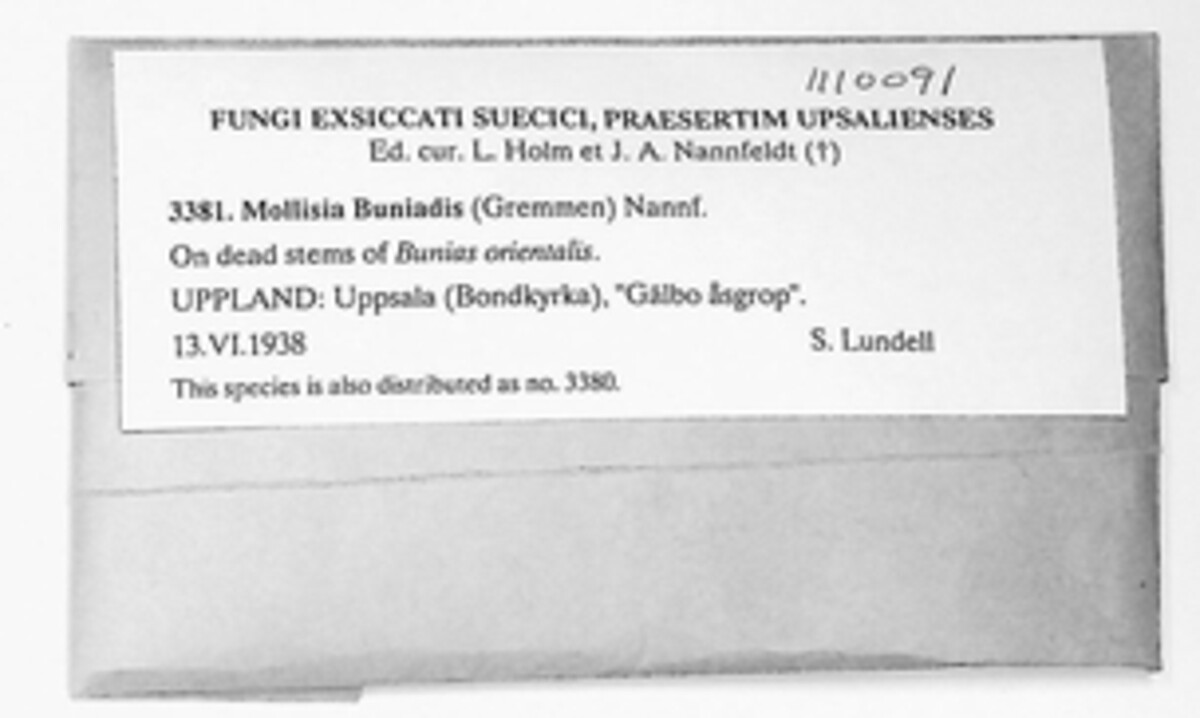 1110091
FUNGI EXSICCATI SUECICI, PRAESERTIM UPSALIENSES
Ed. cur. L. Holm et J. A. Nannfeldt (†)
3381. Mollisia Buniadis (Gremmen) Nannf.
On dead stems of Bunias orientalis.
UPPLAND: Uppsala (Bondkyrka), "Gälbo åsgrop".
13.VI.1938 S. Lundell
This species is also distributed as no. 3380.